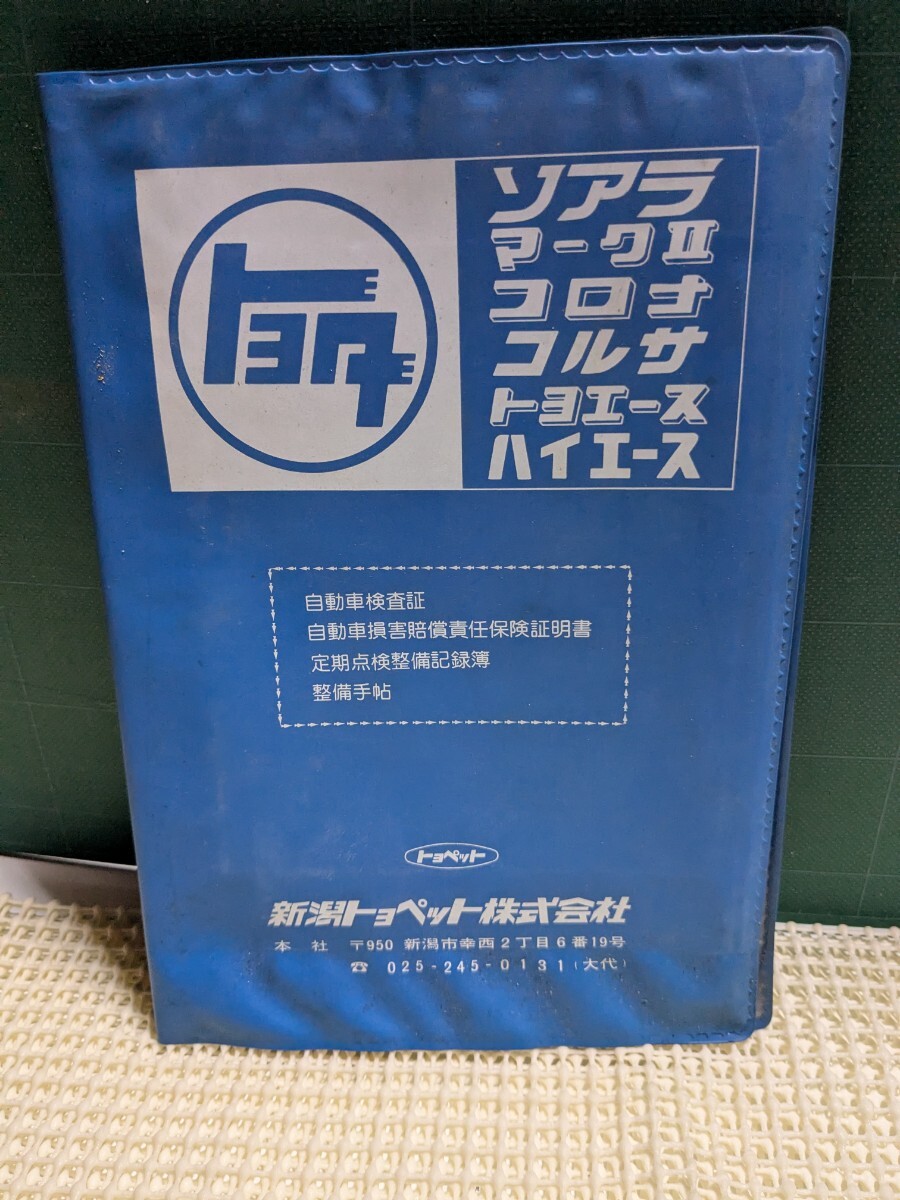 トヨタ
ソアラ
マークII
コロナ
コルサ
トヨエース
ハイエース
自動車検査証
自動車損害賠償責任保険証明書
定期点検整備記録簿
整備手帖
トヨペット
新潟トヨペット株式会社
本 社 〒950 新潟市幸西2丁目6番19号
☎ 025-245-0131(大代)